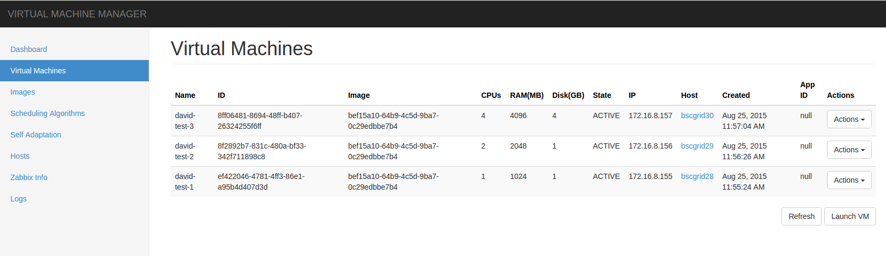 VIRTUAL MACHINE MANAGER
Dashboard
Virtual Machines
Images
Scheduling Algorithms
Self Adaptation
Hosts
Zabbix Info
Logs
Virtual Machines
Name ID Image CPUs RAM(MB) Disk(GB) State IP Host Created App ID Actions
david-test-3 8ff06481-8694-48ff-b407-26324255f6ff bef15a10-64b9-4c5d-9ba7-0c29edbbe7b4 4 4096 4 ACTIVE 172.16.8.157 bscgrid30 Aug 25, 2015 11:57:04 AM null Actions
david-test-2 8f2892b7-831c-480a-bf33-342f711898c8 bef15a10-64b9-4c5d-9ba7-0c29edbbe7b4 2 2048 1 ACTIVE 172.16.8.156 bscgrid29 Aug 25, 2015 11:56:26 AM null Actions
david-test-1 ef422046-4781-4ff3-86e1-a95b4d407d3d bef15a10-64b9-4c5d-9ba7-0c29edbbe7b4 1 1024 1 ACTIVE 172.16.8.155 bscgrid28 Aug 25, 2015 11:55:24 AM null Actions
Refresh Launch VM